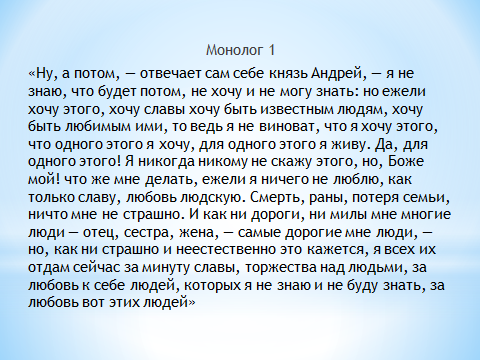 Монолог 1
«Ну, а потом, — отвечает сам себе князь Андрей, — я не
знаю, что будет потом, не хочу и не могу знать: но ежели
хочу этого, хочу славы хочу быть известным людям, хочу
быть любимым ими, то ведь я не виноват, что я хочу этого,
что одного этого я хочу, для одного этого я живу. Да, для
одного этого! Я никогда никому не скажу этого, но, Боже
мой! что же мне делать, ежели я ничего не люблю, как
только славу, любовь людскую. Смерть, раны, потеря семьи,
ничто мне не страшно. И как ни дороги, ни милы мне многие
люди — отец, сестра, жена, — самые дорогие мне люди, —
но, как ни страшно и неестественно это кажется, я всех их
отдам сейчас за минуту славы, торжества над людьми, за
любовь к себе людей, которых я не знаю и не буду знать, за
любовь вот этих людей»